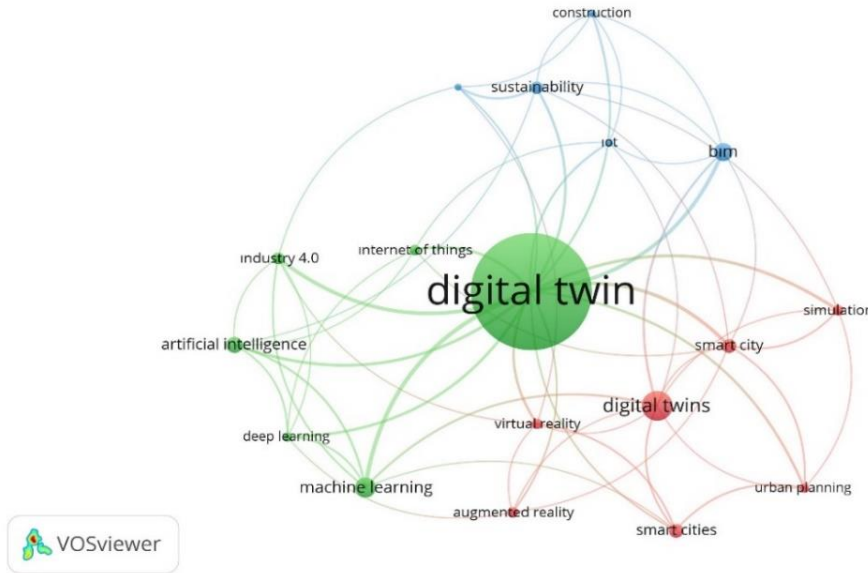 construction
sustainability
iot
bim
internet of things
industry 4.0
digital twin
simulation
artificial intelligence
smart city
digital twins
virtual reality
deep learning
machine learning
urban planning
augmented reality
smart cities
VOSviewer